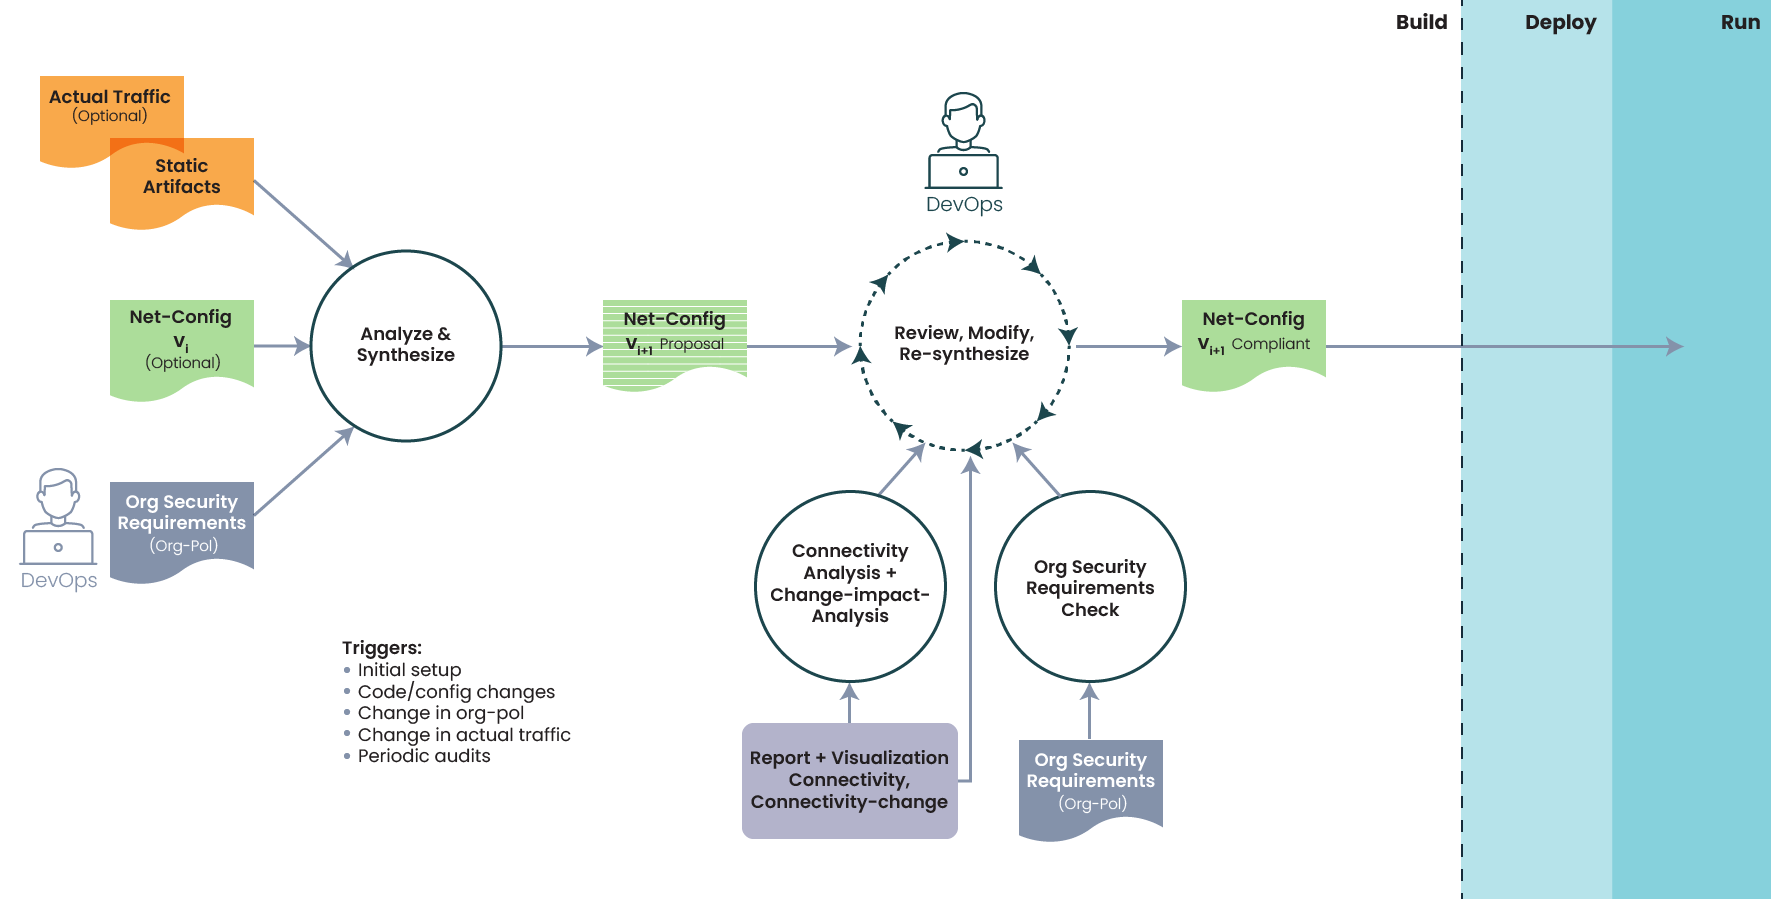 Build
Deploy
Run
Actual Traffic
(Optional)
Static
Artifacts
Net-Config
Vi
(Optional)
Org Security
Requirements
(Org-Pol)
DevOps
Analyze &
Synthesize
Net-Config
Vi+1 Proposal
DevOps
Review, Modify,
Re-synthesize
Net-Config
Vi+1 Compliant
Connectivity
Analysis +
Change-impact-
Analysis
Org Security
Requirements
Check
Triggers:
• Initial setup
• Code/config changes
• Change in org-pol
• Change in actual traffic
• Periodic audits
Report + Visualization
Connectivity,
Connectivity-change
Org Security
Requirements
(Org-Pol)